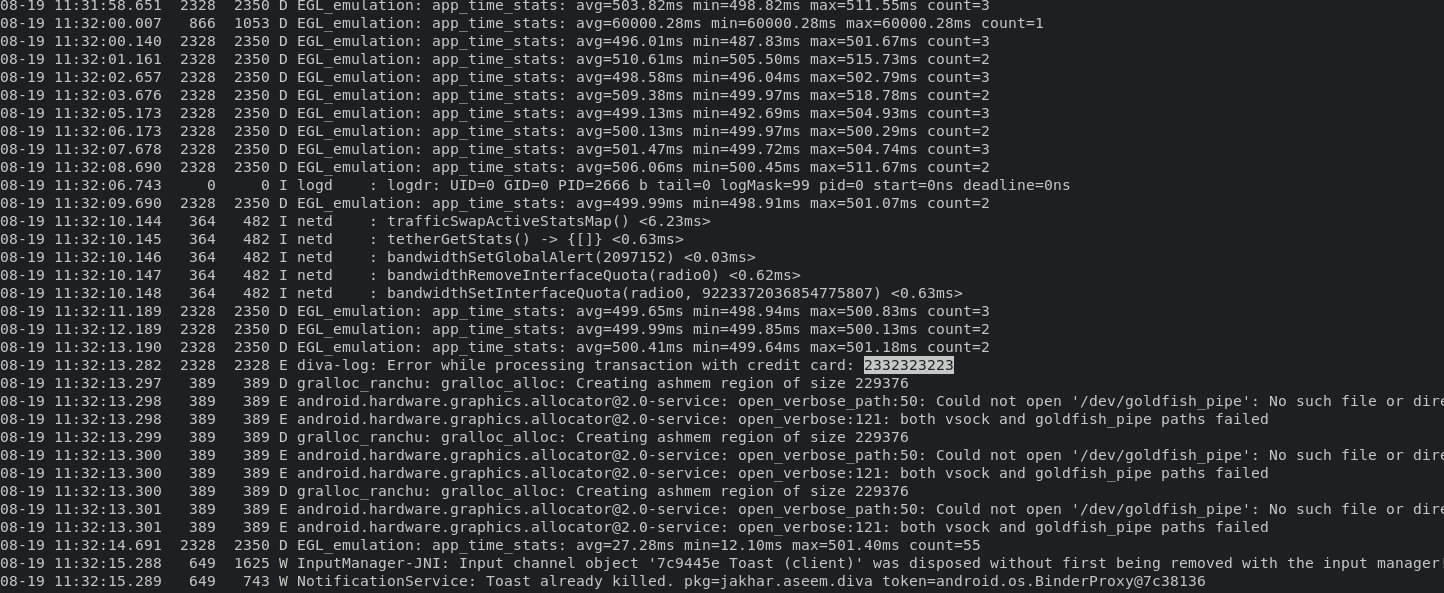 08-19 11:31:58.651  2328  2350 D EGL_emulation: app_time_stats: avg=503.82ms min=498.82ms max=511.55ms count=3
08-19 11:32:00.007   866  1053 D EGL_emulation: app_time_stats: avg=60000.28ms min=60000.28ms max=60000.28ms count=1
08-19 11:32:00.140  2328  2350 D EGL_emulation: app_time_stats: avg=496.01ms min=487.83ms max=501.67ms count=3
08-19 11:32:01.161  2328  2350 D EGL_emulation: app_time_stats: avg=510.61ms min=505.50ms max=515.73ms count=2
08-19 11:32:02.657  2328  2350 D EGL_emulation: app_time_stats: avg=498.58ms min=496.04ms max=502.79ms count=3
08-19 11:32:03.676  2328  2350 D EGL_emulation: app_time_stats: avg=509.38ms min=499.97ms max=518.78ms count=2
08-19 11:32:05.173  2328  2350 D EGL_emulation: app_time_stats: avg=499.13ms min=492.69ms max=504.93ms count=3
08-19 11:32:06.173  2328  2350 D EGL_emulation: app_time_stats: avg=500.13ms min=499.97ms max=500.29ms count=2
08-19 11:32:07.678  2328  2350 D EGL_emulation: app_time_stats: avg=501.47ms min=499.72ms max=504.74ms count=3
08-19 11:32:08.690  2328  2350 D EGL_emulation: app_time_stats: avg=506.06ms min=500.45ms max=511.67ms count=2
08-19 11:32:06.743     0     0 I logd    : logdr: UID=0 GID=0 PID=2666 b tail=0 logMask=99 pid=0 start=0ns deadline=0ns
08-19 11:32:09.690  2328  2350 D EGL_emulation: app_time_stats: avg=499.99ms min=498.91ms max=501.07ms count=2
08-19 11:32:10.144   364   482 I netd    : trafficSwapActiveStatsMap() <6.23ms>
08-19 11:32:10.145   364   482 I netd    : tetherGetStats() -> {[]} <0.63ms>
08-19 11:32:10.146   364   482 I netd    : bandwidthSetGlobalAlert(2097152) <0.03ms>
08-19 11:32:10.147   364   482 I netd    : bandwidthRemoveInterfaceQuota(radio0) <0.62ms>
08-19 11:32:10.148   364   482 I netd    : bandwidthSetInterfaceQuota(radio0, 9223372036854775807) <0.63ms>
08-19 11:32:11.189  2328  2350 D EGL_emulation: app_time_stats: avg=499.65ms min=498.94ms max=500.83ms count=3
08-19 11:32:12.189  2328  2350 D EGL_emulation: app_time_stats: avg=499.99ms min=499.85ms max=500.13ms count=2
08-19 11:32:13.190  2328  2350 D EGL_emulation: app_time_stats: avg=500.41ms min=499.64ms max=501.18ms count=2
08-19 11:32:13.282  2328  2328 E diva-log: Error while processing transaction with credit card: 2332323223
08-19 11:32:13.297   389   389 D gralloc_ranchu: gralloc_alloc: Creating ashmem region of size 229376
08-19 11:32:13.298   389   389 E android.hardware.graphics.allocator@2.0-service: open_verbose_path:50: Could not open '/dev/goldfish_pipe': No such file or dire
08-19 11:32:13.298   389   389 E android.hardware.graphics.allocator@2.0-service: open_verbose:121: both vsock and goldfish_pipe paths failed
08-19 11:32:13.299   389   389 D gralloc_ranchu: gralloc_alloc: Creating ashmem region of size 229376
08-19 11:32:13.300   389   389 E android.hardware.graphics.allocator@2.0-service: open_verbose_path:50: Could not open '/dev/goldfish_pipe': No such file or dire
08-19 11:32:13.300   389   389 E android.hardware.graphics.allocator@2.0-service: open_verbose:121: both vsock and goldfish_pipe paths failed
08-19 11:32:13.300   389   389 D gralloc_ranchu: gralloc_alloc: Creating ashmem region of size 229376
08-19 11:32:13.301   389   389 E android.hardware.graphics.allocator@2.0-service: open_verbose_path:50: Could not open '/dev/goldfish_pipe': No such file or dire
08-19 11:32:13.301   389   389 E android.hardware.graphics.allocator@2.0-service: open_verbose:121: both vsock and goldfish_pipe paths failed
08-19 11:32:14.691  2328  2350 D EGL_emulation: app_time_stats: avg=27.28ms min=12.10ms max=501.40ms count=55
08-19 11:32:15.288   649  1625 W InputManager-JNI: Input channel object '7c9445e Toast (client)' was disposed without first being removed with the input manager!
08-19 11:32:15.289   649   743 W NotificationService: Toast already killed. pkg=jakhar.aseem.diva token=android.os.BinderProxy@7c38136